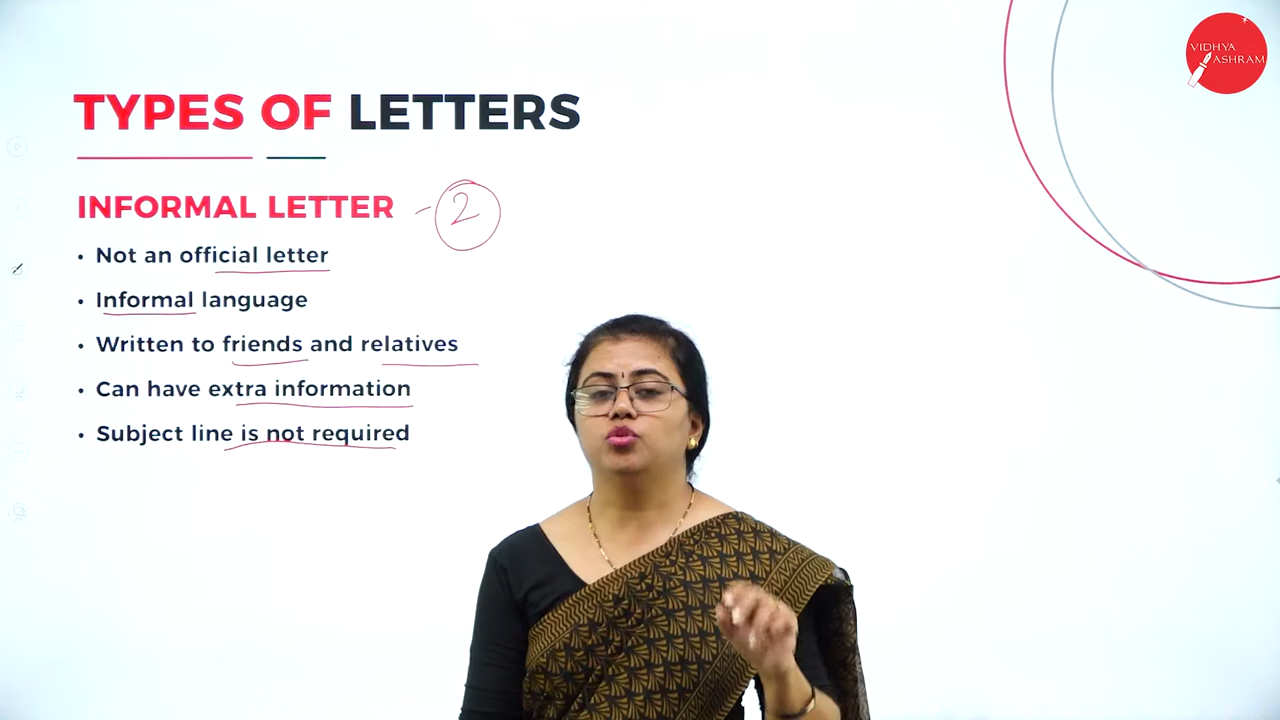 VIDHYA
ASHRAM
TYPES OF LETTERS
INFORMAL LETTER - 2
• Not an official letter
• Informal language
• Written to friends and relatives
• Can have extra information
• Subject line is not required